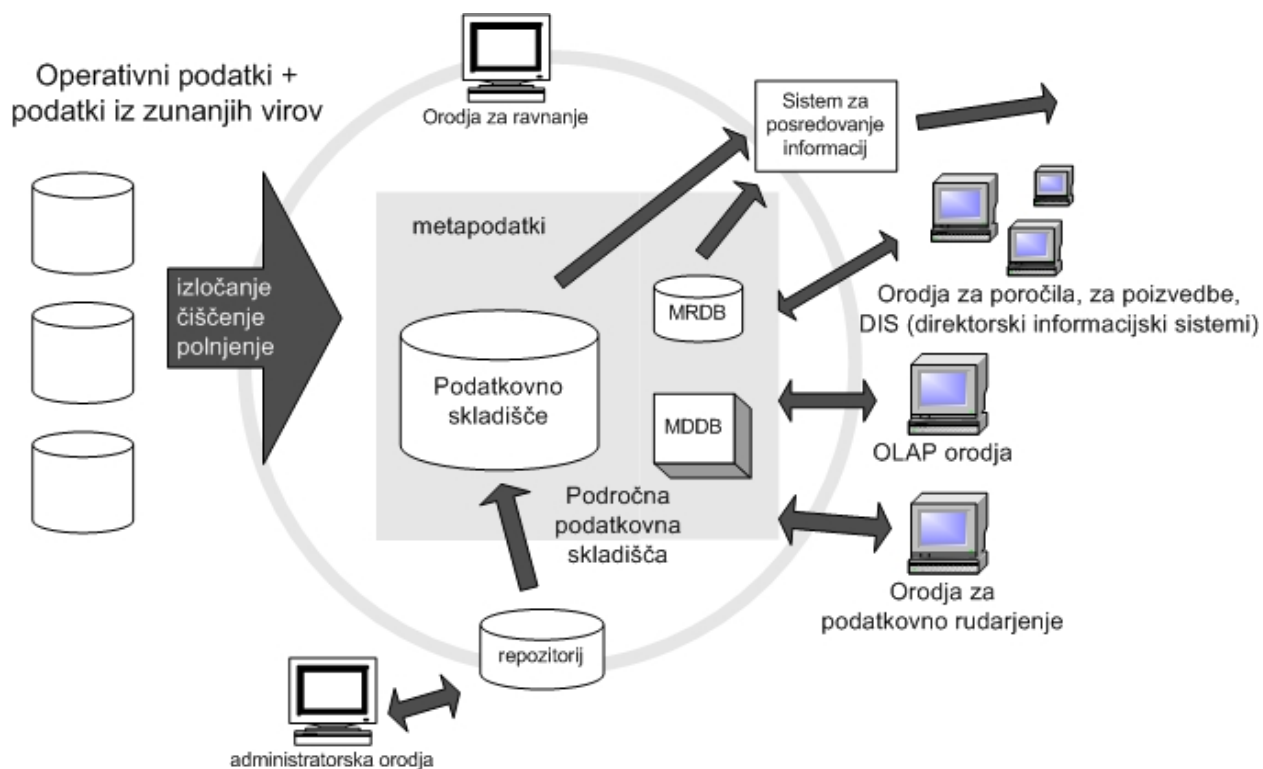 Operativni podatki +
podatki iz zunanjih virov
izločanje
čiščenje
polnjenje
Orodja za ravnanje
metapodatki
Podatkovno
skladišče
MRDB
MDDB
Področna
podatkovna
skladišča
repozitorij
administratorska orodja
Sistem za
posredovanje
informacij
Orodja za poročila, za poizvedbe,
DIS (direktorski informacijski sistemi)
OLAP orodja
Orodja za
podatkovno rudarjenje